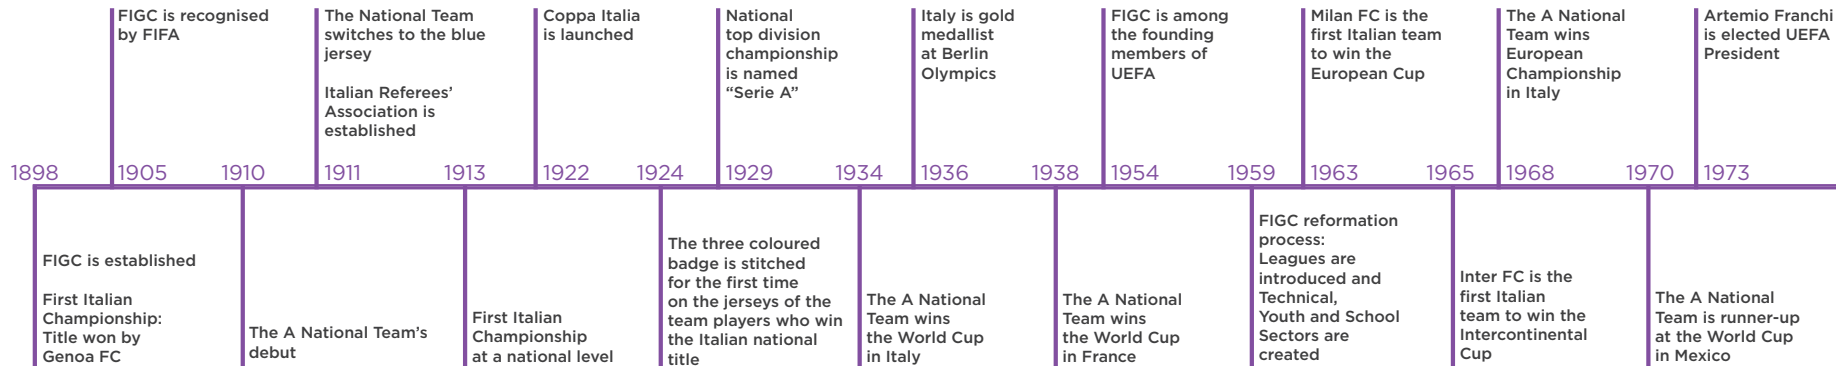 FIGC is recognised
by FIFA
The National Team
switches to the blue
jersey
Italian Referees’
Association is
established
Coppa Italia
is launched
National
top division
championship
is named
“Serie A”
Italy is gold
medallist
at Berlin
Olympics
FIGC is among
the founding
members of
UEFA
Milan FC is the
first Italian team
to win the
European Cup
The A National
Team wins
European
Championship
in Italy
Artemio Franchi
is elected UEFA
President
1898 1905 1910 1911 1913 1922 1924 1929 1934 1936 1938 1954 1959 1963 1965 1968 1970 1973
FIGC is established
First Italian
Championship:
Title won by
Genoa FC
The A National Team’s
debut
First Italian
Championship
at a national level
The three coloured
badge is stitched
for the first time
on the jerseys of the
team players who win
the Italian national
title
The A National
Team wins
the World Cup
in Italy
The A National
Team wins
the World Cup
in France
FIGC reformation
process:
Leagues are
introduced and
Technical,
Youth and School
Sectors are
created
Inter FC is the
first Italian
team to win the
Intercontinental
Cup
The A National
Team is runner-up
at the World Cup
in Mexico